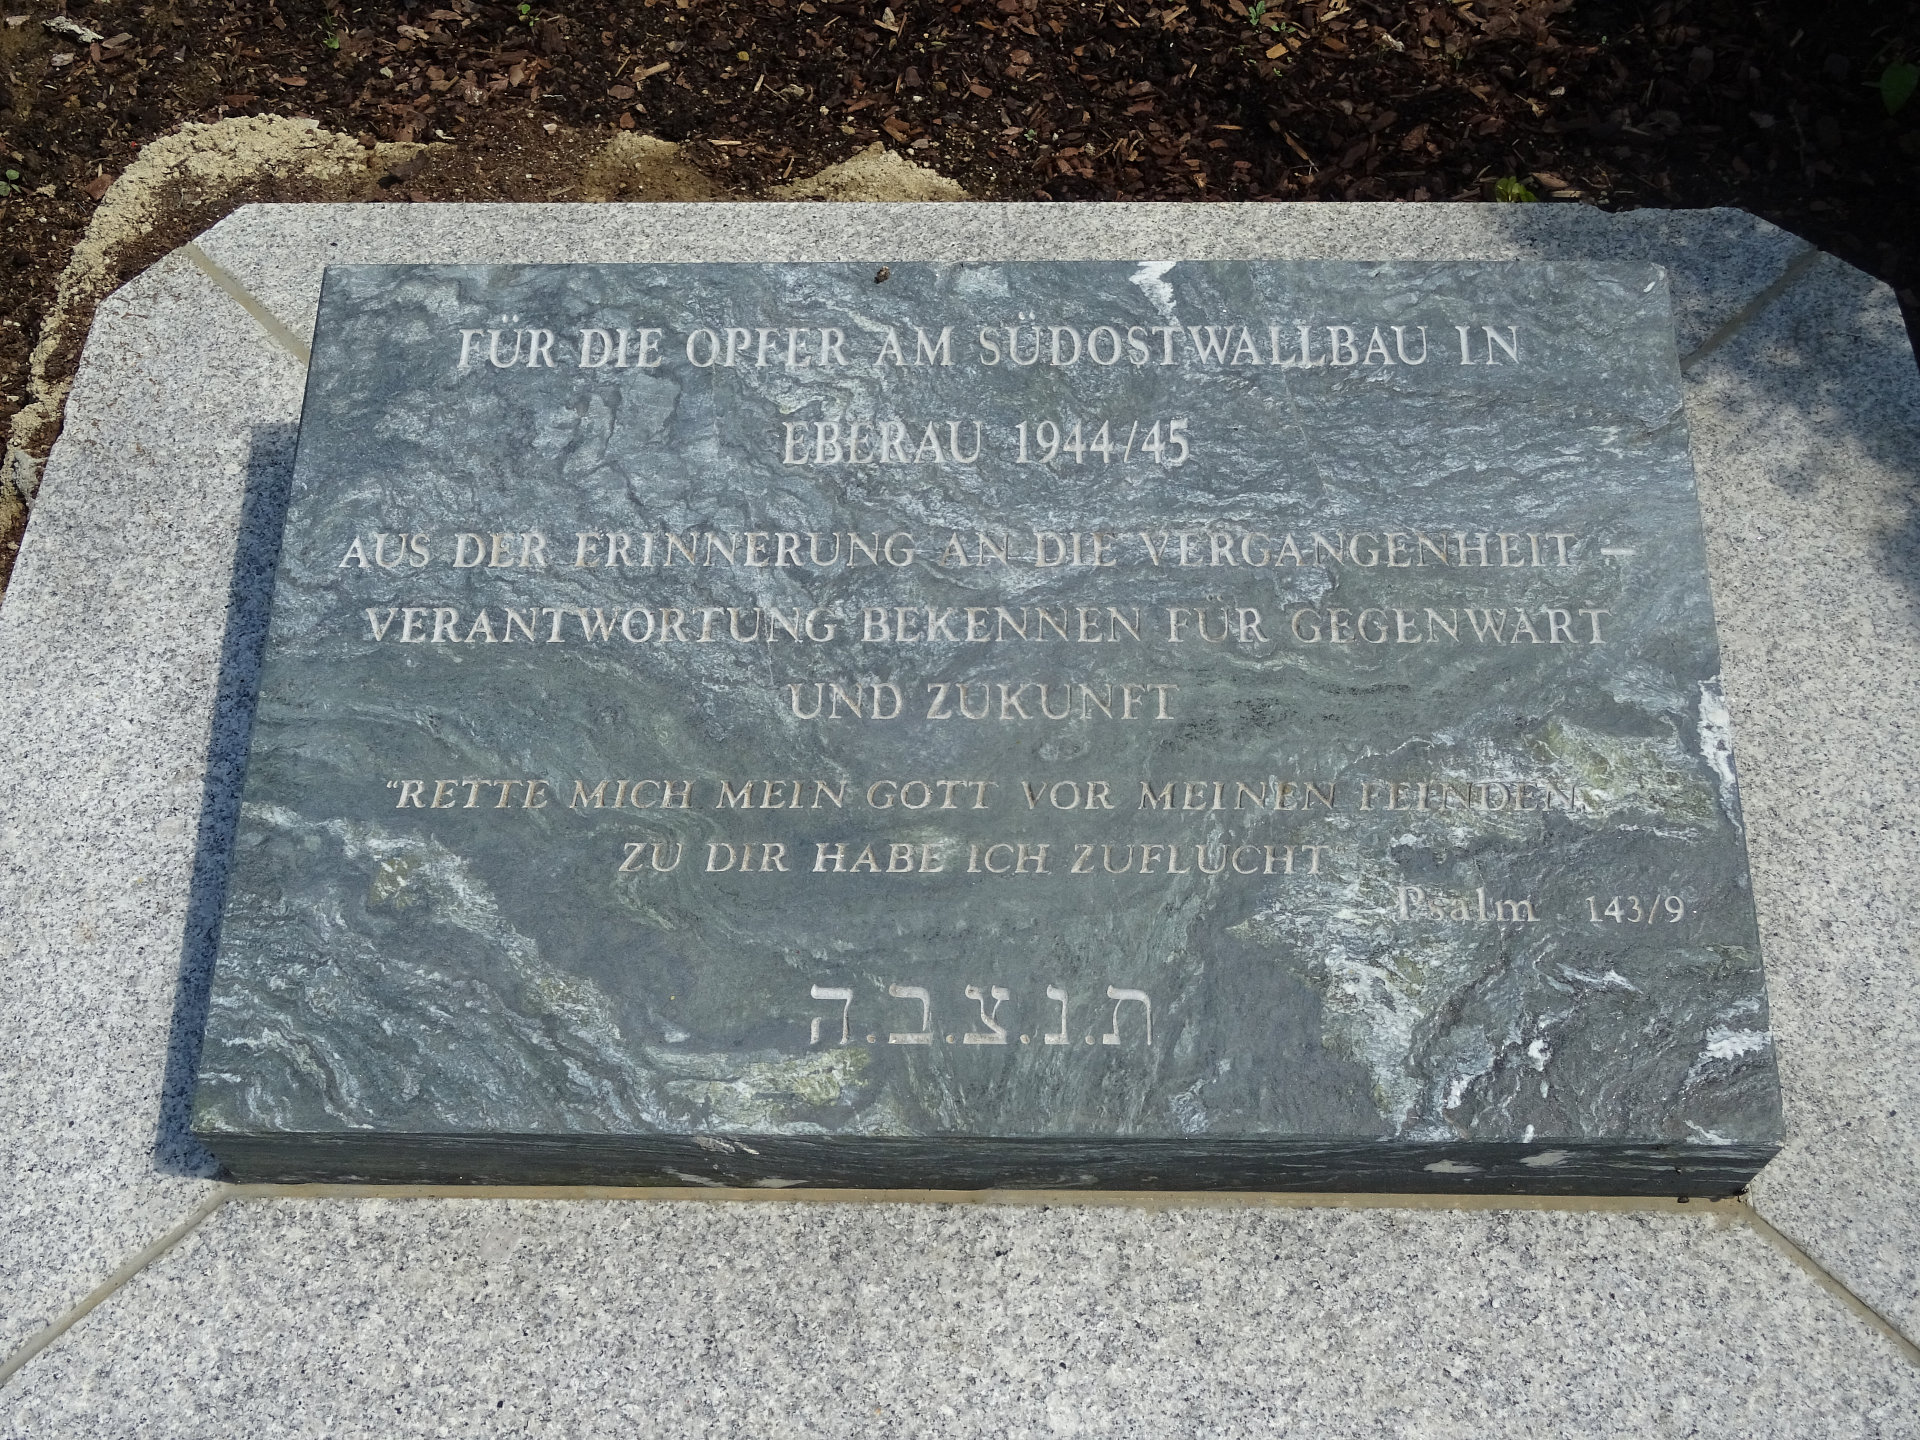 FÜR DIE OPFER AM SÜDOSTWALLBAU IN
EBERAU 1944/45
AUS DER ERINNERUNG AN DIE VERGANGENHEIT –
VERANTWORTUNG BEKENNEN FÜR GEGENWART
UND ZUKUNFT
“RETTE MICH MEIN GOTT VOR MEINEN FEINDEN,
ZU DIR HABE ICH ZUFLUCHT
Psalm 143/9
ת.נ.צ.ב.ה